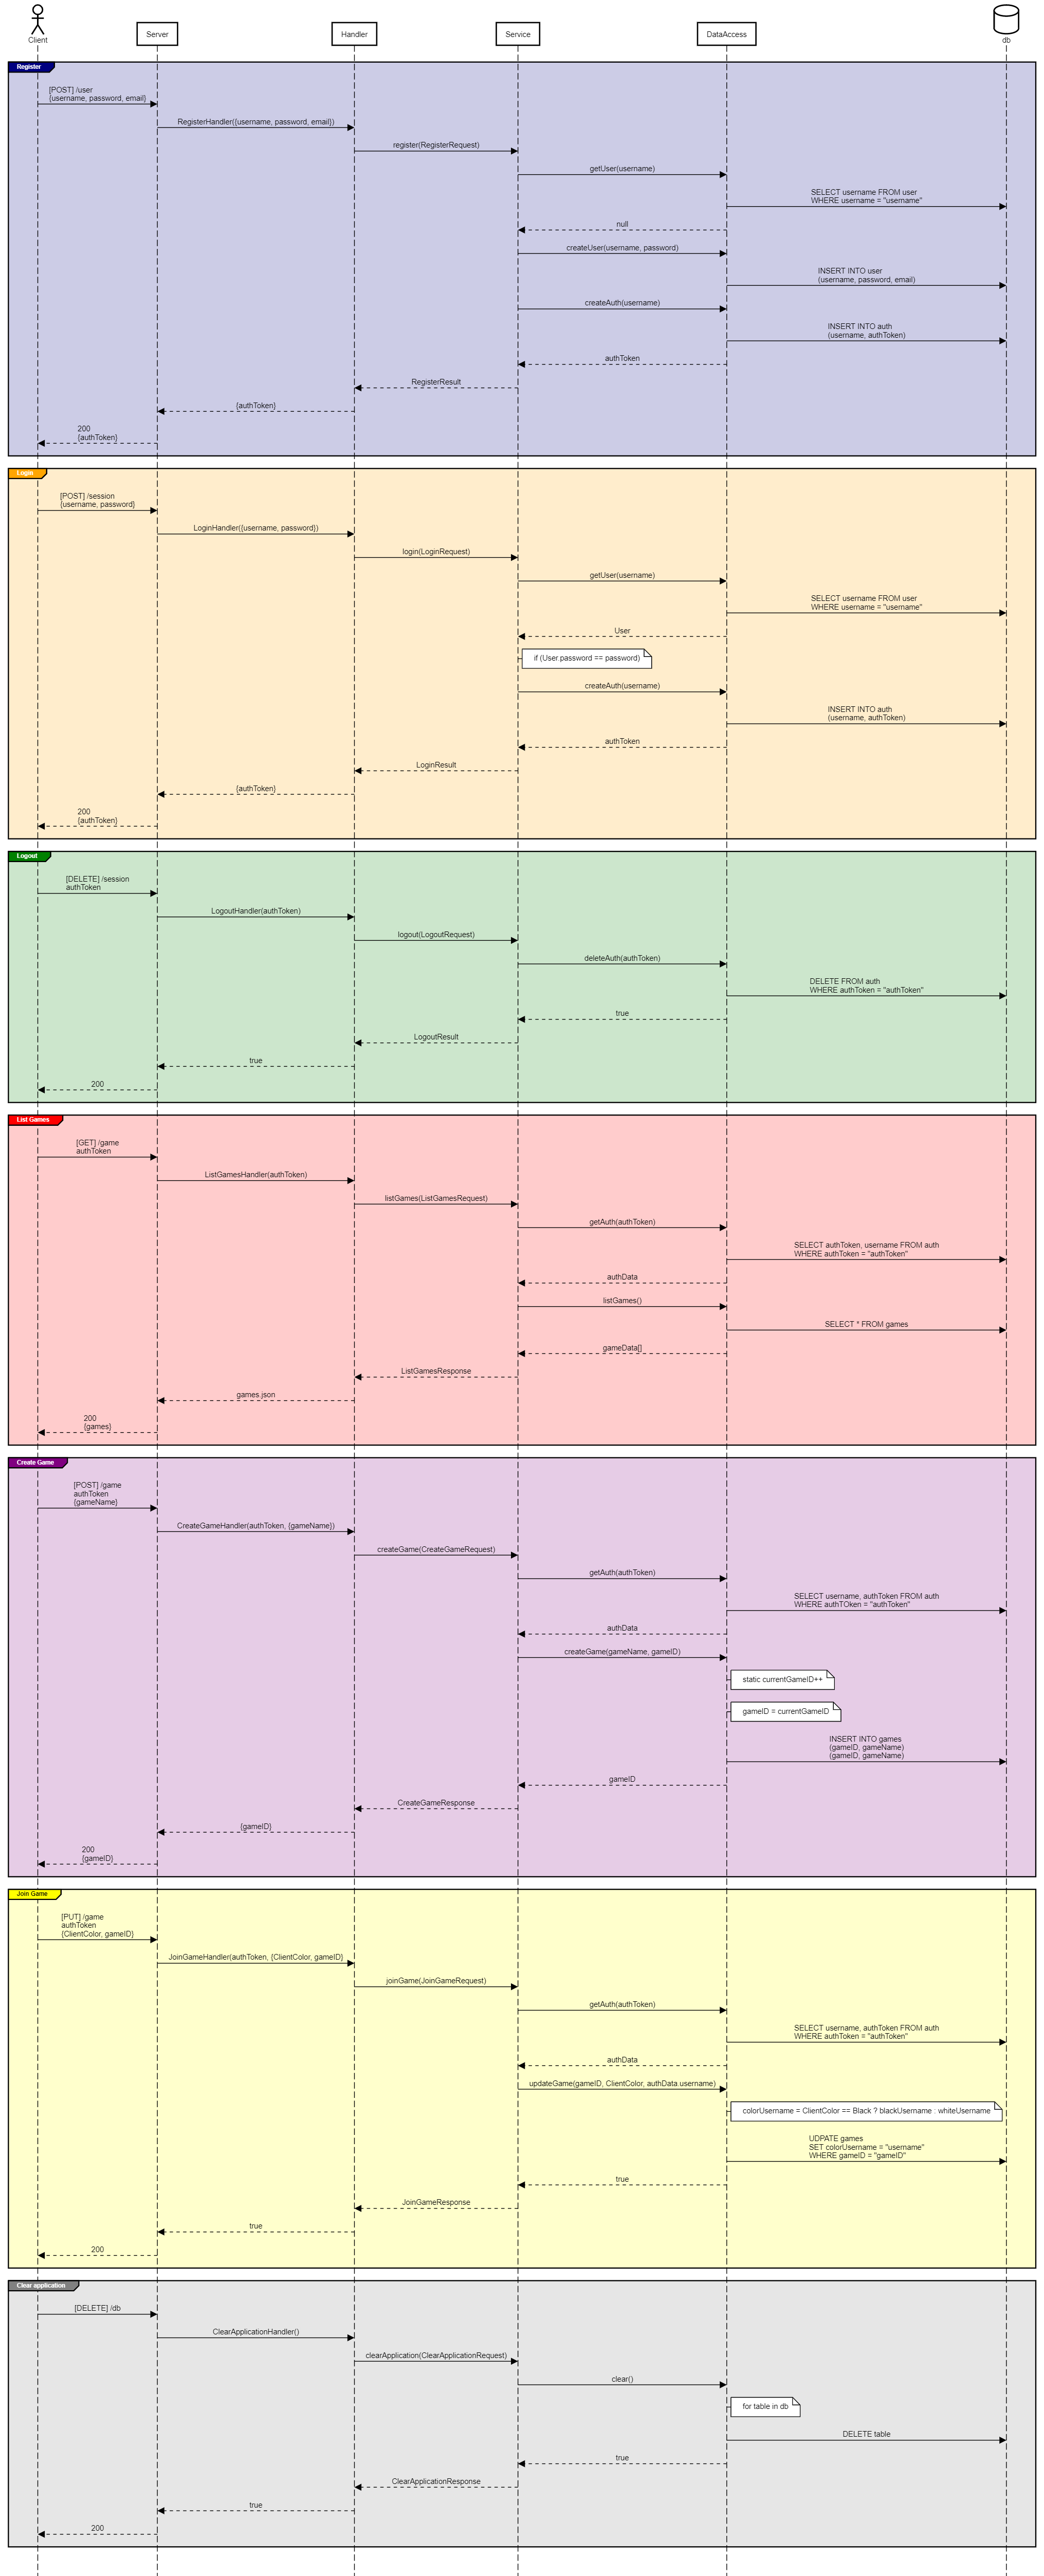 Client
Server
Handler
Service
DataAccess
db
Register
[POST] /user
{username, password, email}
RegisterHandler({username, password, email})
register(RegisterRequest)
getUser(username)
SELECT username FROM user
WHERE username = "username"
null
createUser(username, password)
INSERT INTO user
(username, password, email)
createAuth(username)
INSERT INTO auth
(username, authToken)
authToken
RegisterResult
{authToken}
200
{authToken}
Login
[POST] /session
{username, password}
LoginHandler({username, password})
login(LoginRequest)
getUser(username)
SELECT username FROM user
WHERE username = "username"
User
if (User.password == password)
createAuth(username)
INSERT INTO auth
(username, authToken)
authToken
LoginResult
{authToken}
200
{authToken}
Logout
[DELETE] /session
authToken
LogoutHandler(authToken)
logout(LogoutRequest)
deleteAuth(authToken)
DELETE FROM auth
WHERE authToken = "authToken"
true
LogoutResult
true
200
List Games
[GET] /game
authToken
ListGamesHandler(authToken)
listGames(ListGamesRequest)
getAuth(authToken)
SELECT authToken, username FROM auth
WHERE authToken = "authToken"
authData
listGames()
SELECT * FROM games
gameData[]
ListGamesResponse
games.json
200
{games}
Create Game
[POST] /game
authToken
{gameName}
CreateGameHandler(authToken, {gameName})
createGame(CreateGameRequest)
getAuth(authToken)
SELECT username, authToken FROM auth
WHERE authTOken = "authToken"
authData
createGame(gameName, gameID)
static currentGameID++
gameID = currentGameID
INSERT INTO games
(gameID, gameName)
(gameID, gameName)
gameID
CreateGameResponse
{gameID}
200
{gameID}
Join Game
[PUT] /game
authToken
{ClientColor, gameID}
JoinGameHandler(authToken, {ClientColor, gameID}
joinGame(JoinGameRequest)
getAuth(authToken)
SELECT username, authToken FROM auth
WHERE authToken = "authToken"
authData
updateGame(gameID, ClientColor, authData.username)
colorUsername = ClientColor == Black ? blackUsername : whiteUsername
UDPATE games
SET colorUsername = "username"
WHERE gameID = "gameID"
true
JoinGameResponse
true
200
Clear application
[DELETE] /db
ClearApplicationHandler()
clearApplication(ClearApplicationRequest)
clear()
for table in db
DELETE table
true
ClearApplicationResponse
true
200